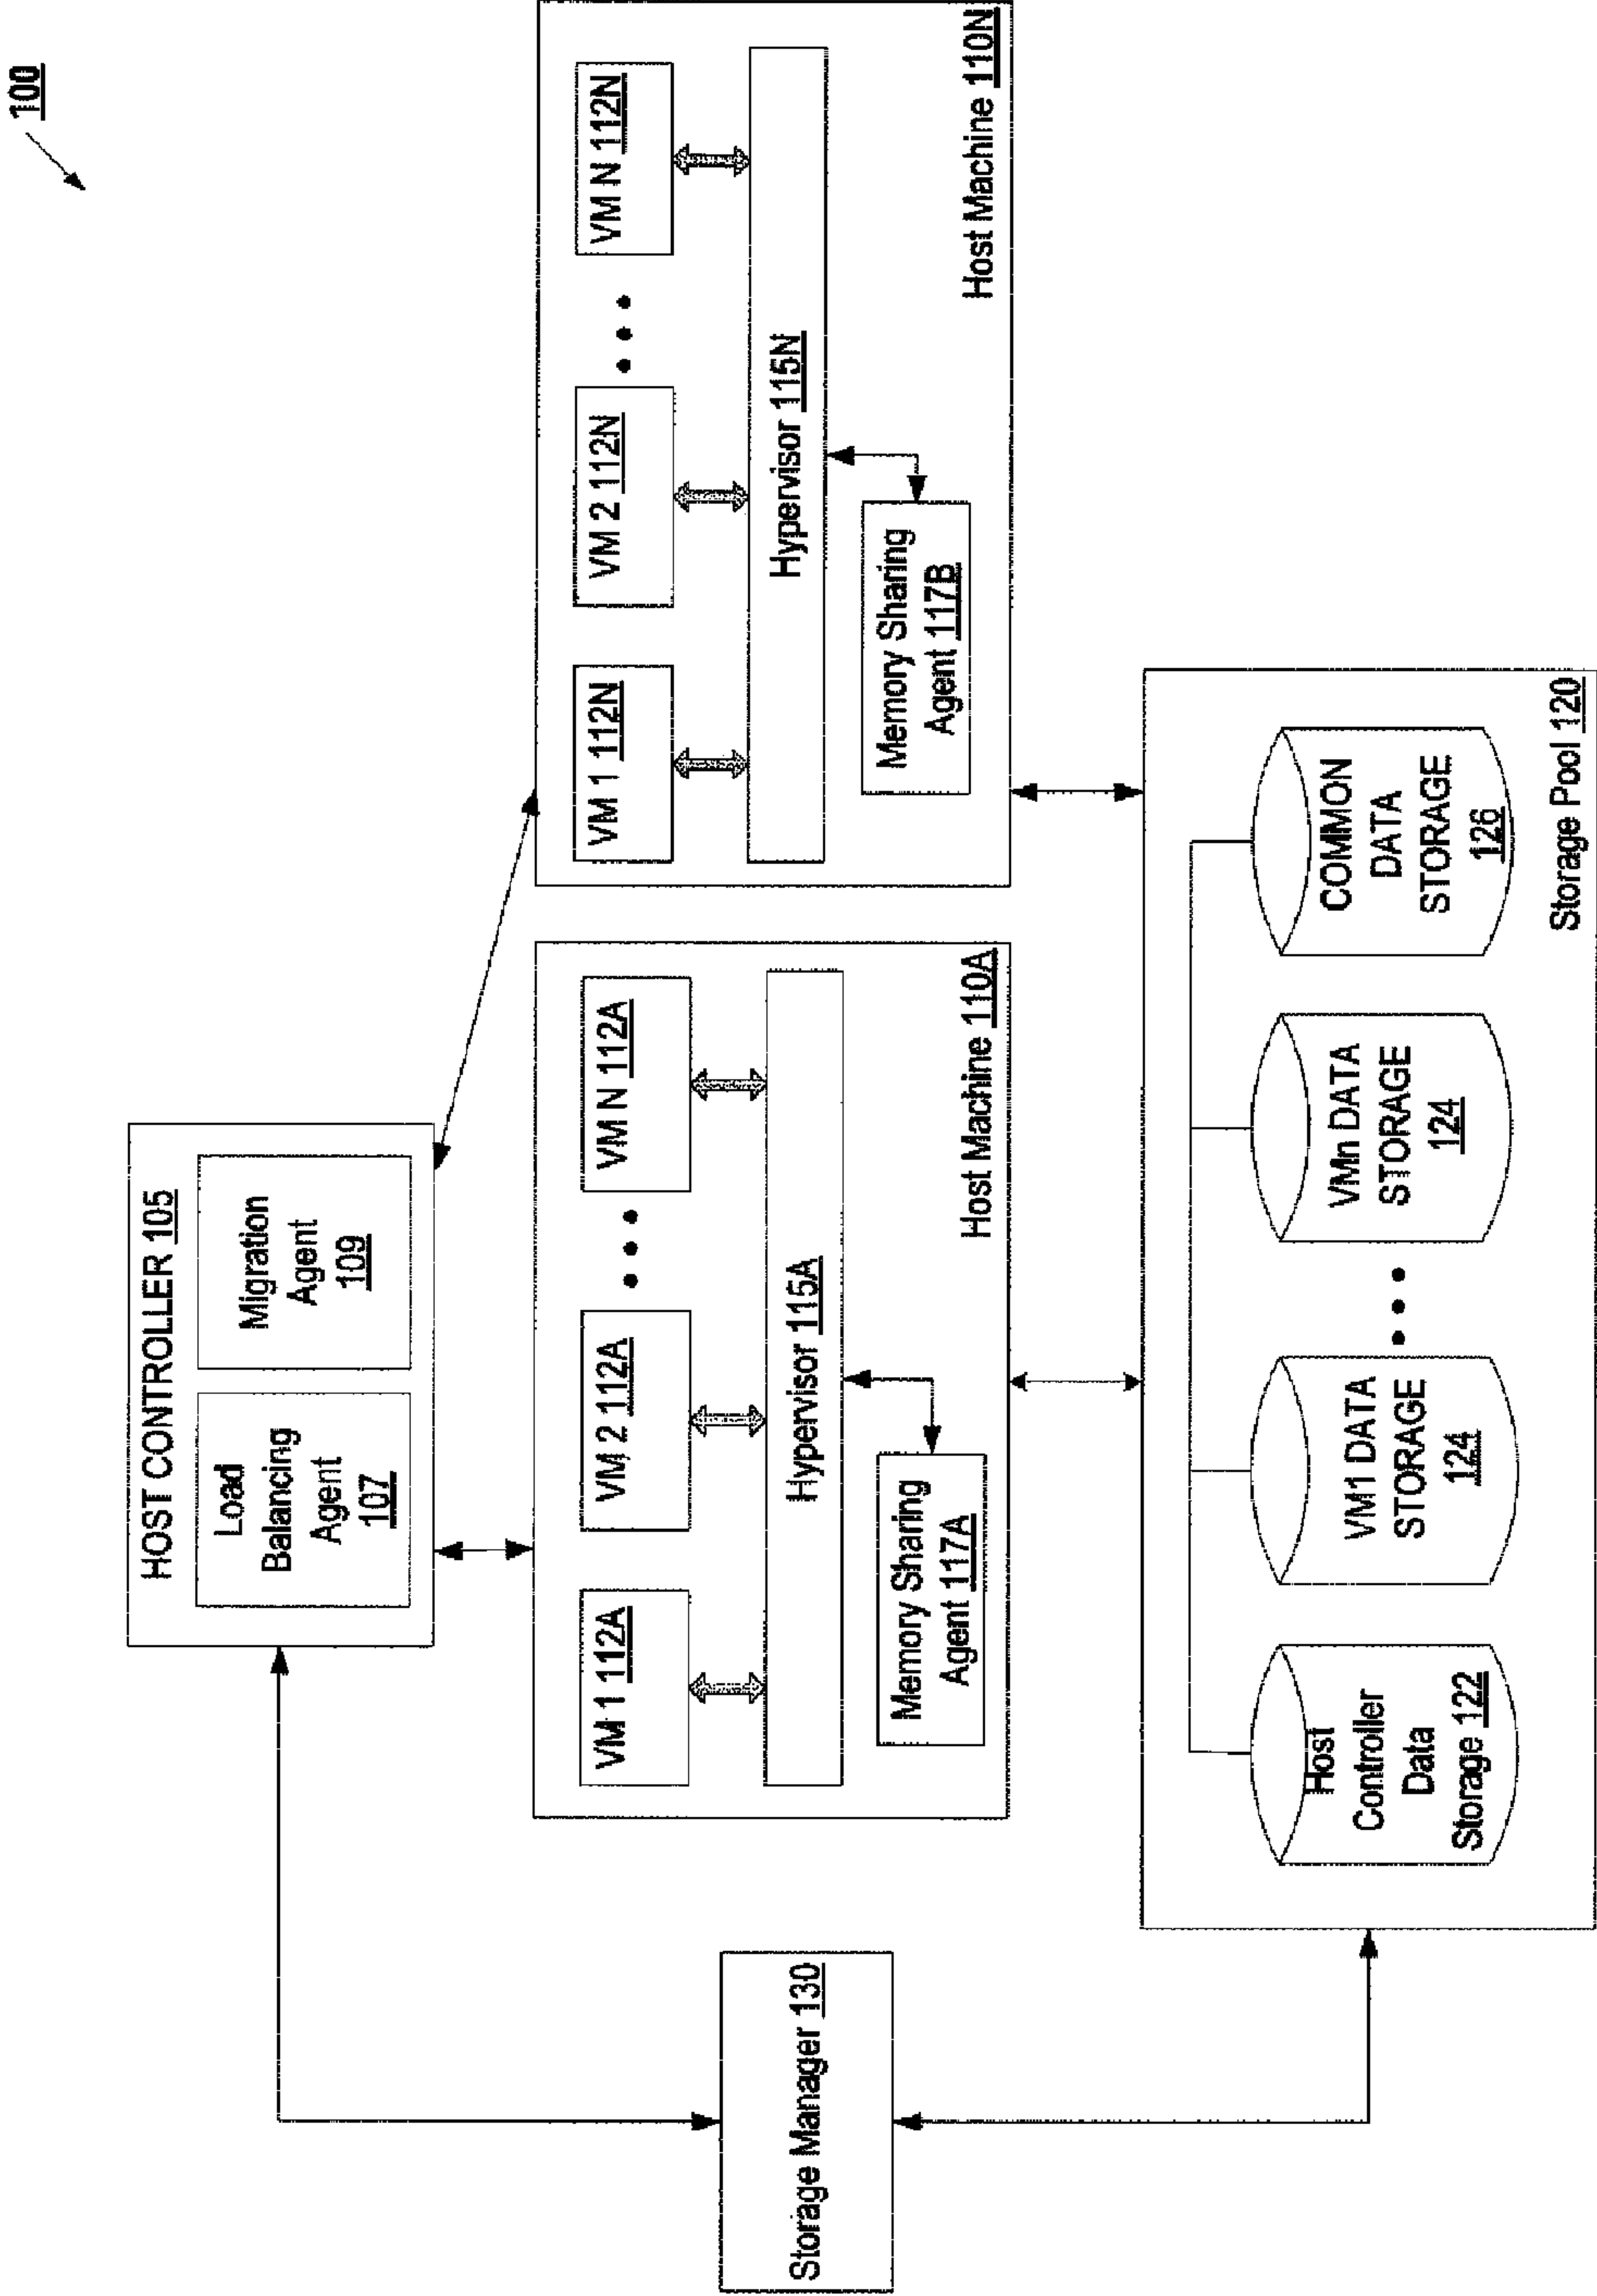 100
HOST CONTROLLER 105
Load
Balancing
Agent
107
Migration
Agent
109
VM 1 112A
VM 2 112A
VM N 112A
Hypervisor 115A
Memory Sharing
Agent 117A
Host Machine 110A
VM 1 112N
VM 2 112N
VM N 112N
Hypervisor 115N
Memory Sharing
Agent 117B
Host Machine 110N
Storage Manager 130
Host
Controller
Data
Storage 122
VM1 DATA
STORAGE
124
VMn DATA
STORAGE
124
COMMON
DATA
STORAGE
126
Storage Pool 120